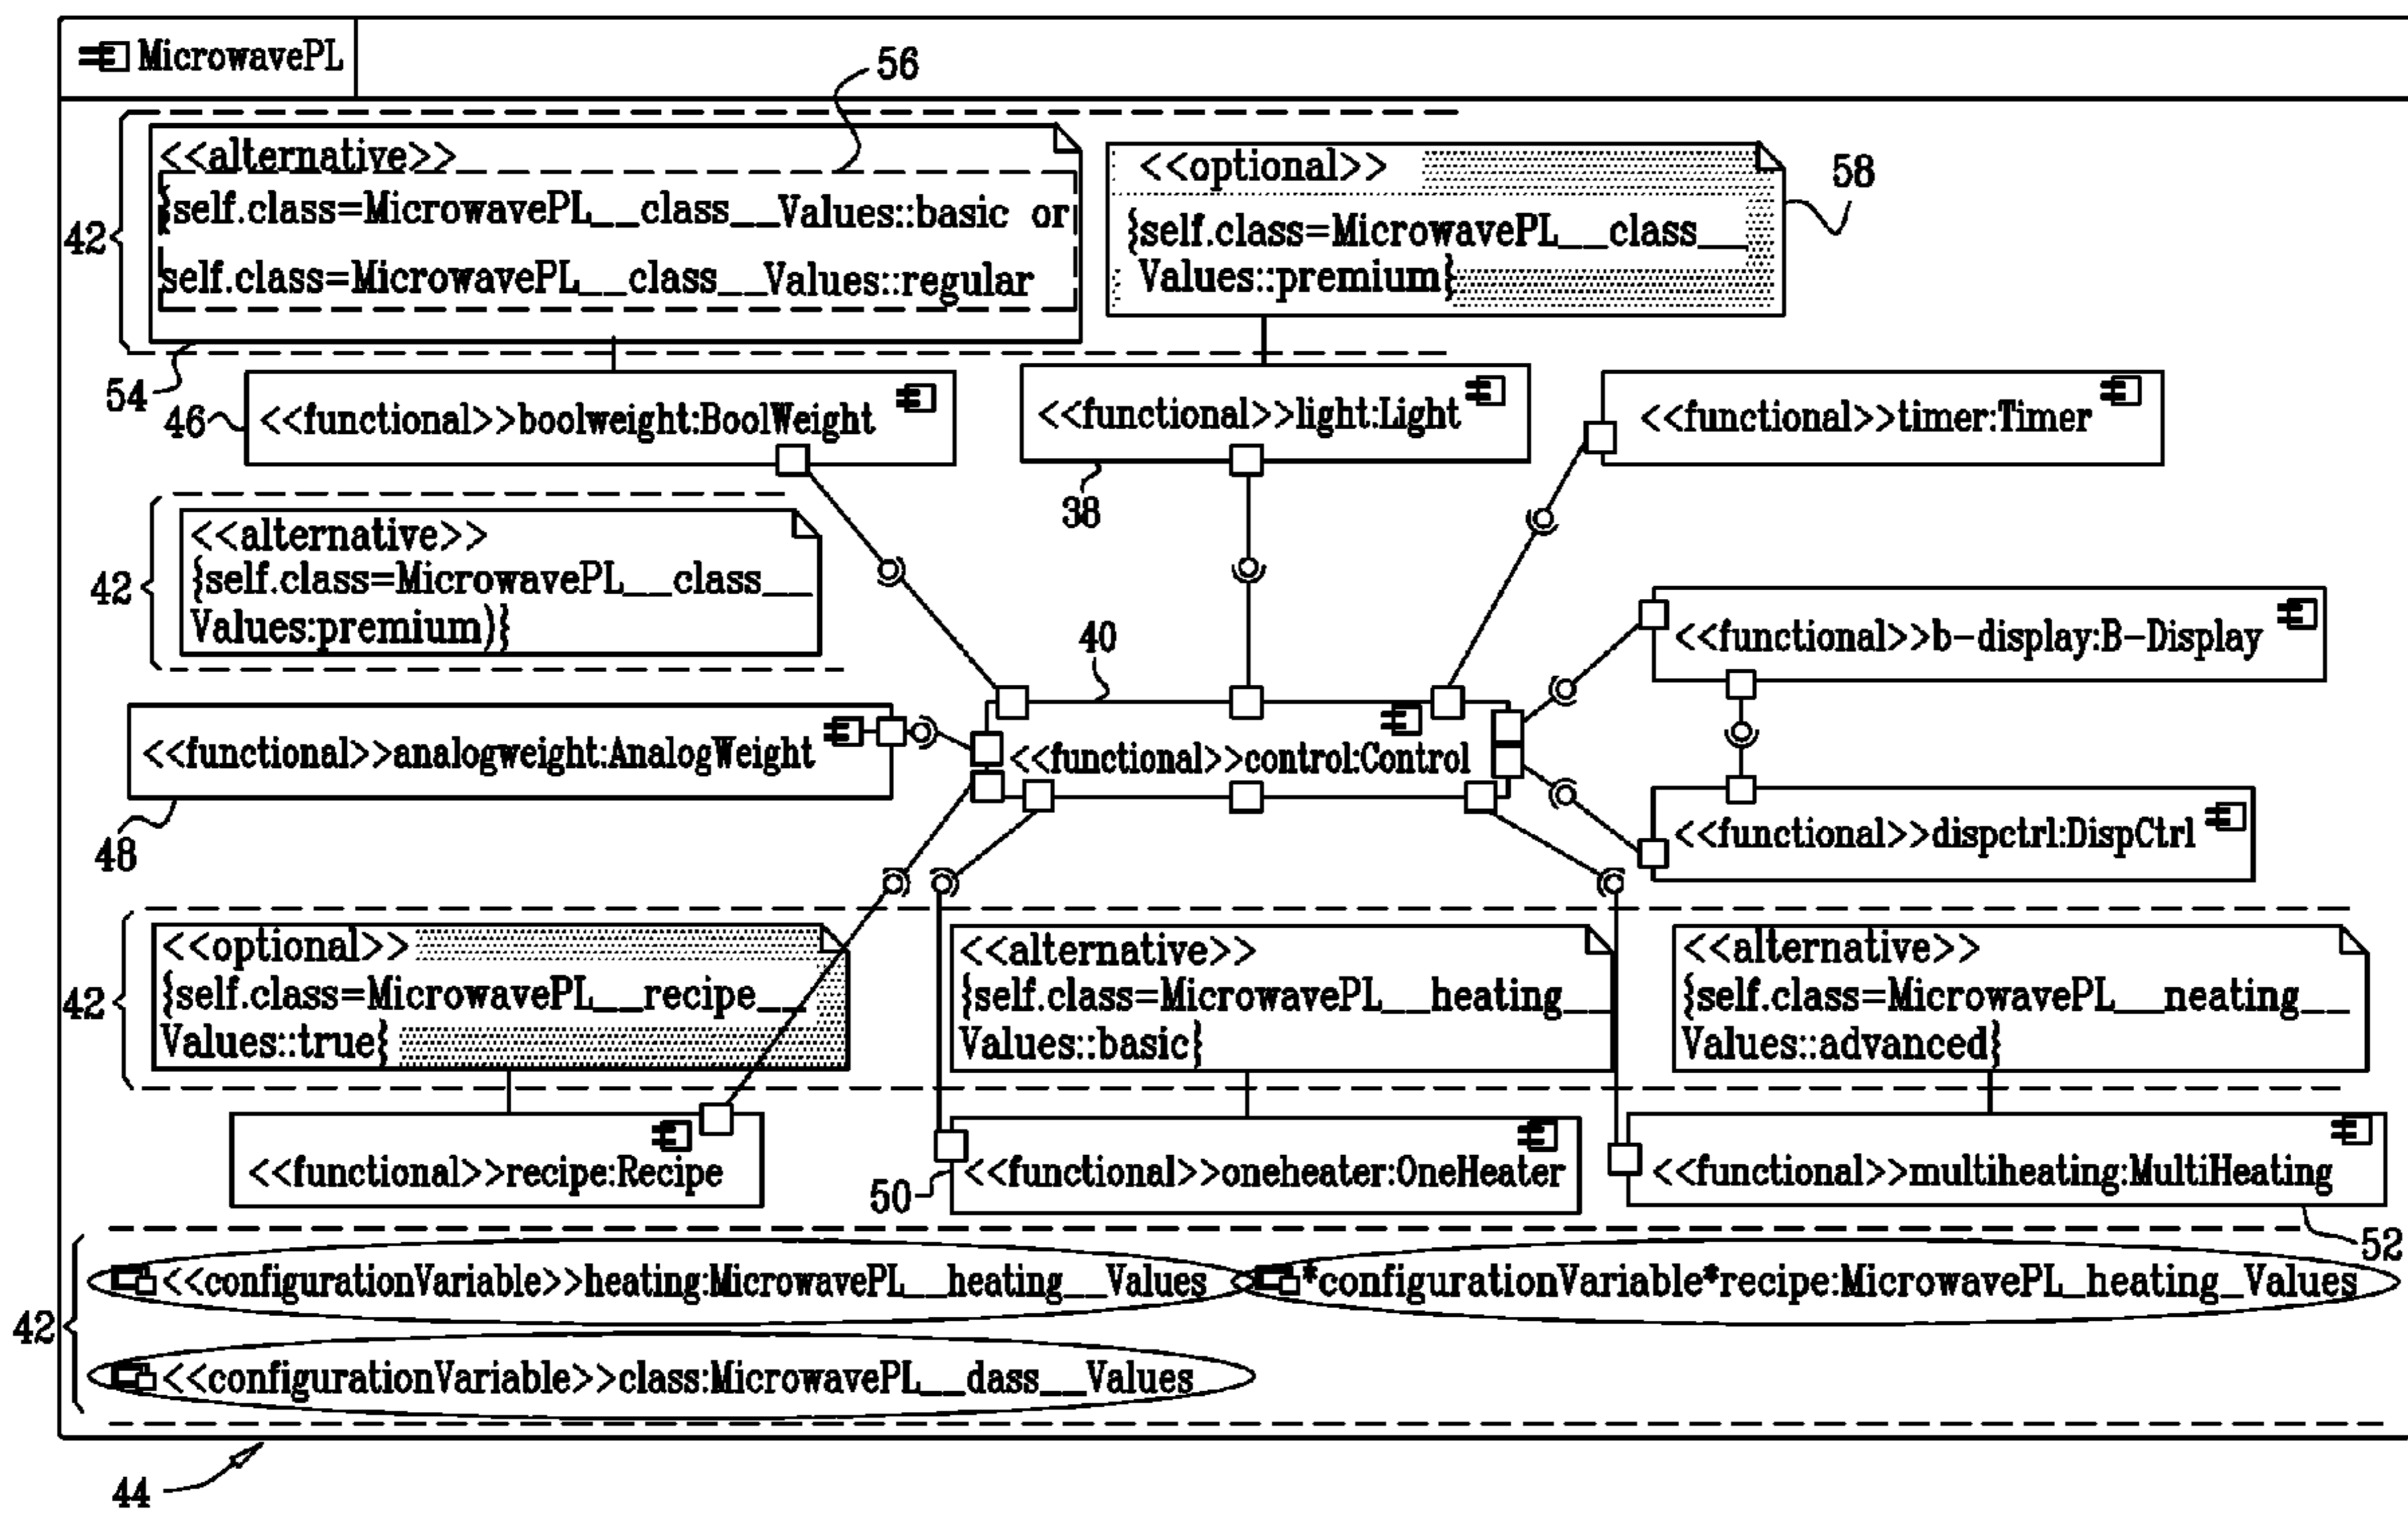 MicrowavePL
56
<<alternative>>
{self.class=MicrowavePL__class__Values::basic or
self.class=MicrowavePL__class__Values::regular
<<optional>>
{self.class=MicrowavePL__class__
Values::premium{
58
42
54
46
<<functional>>boolweight:BoolWeight
<<functional>>light:Light
38
<<functional>>timer:Timer
42
<<alternative>>
{self.class=MicrowavePL__class__
Values:premium){
40
<<functional>>b-display:B-Display
<<functional>>analogweight:AnalogWeight
48
<<functional>>control:Control
<<functional>>dispctrl:DispCtrl
42
<<optional>>
{self.class=MicrowavePL__recipe__
Values::true{
<<alternative>>
{self.class=MicrowavePL__heating__
Values::basic{
<<alternative>>
{self.class=MicrowavePL__neating__
Values::advanced{
<<functional>>recipe:Recipe
50
<<functional>>oneheater:OneHeater
<<functional>>multiheating:MultiHeating
52
42
<<configurationVariable>>heating:MicrowavePL__heating__Values
*configurationVariable*recipe:MicrowavePL_heating_Values
<<configurationVariable>>class:MicrowavePL__dass__Values
44